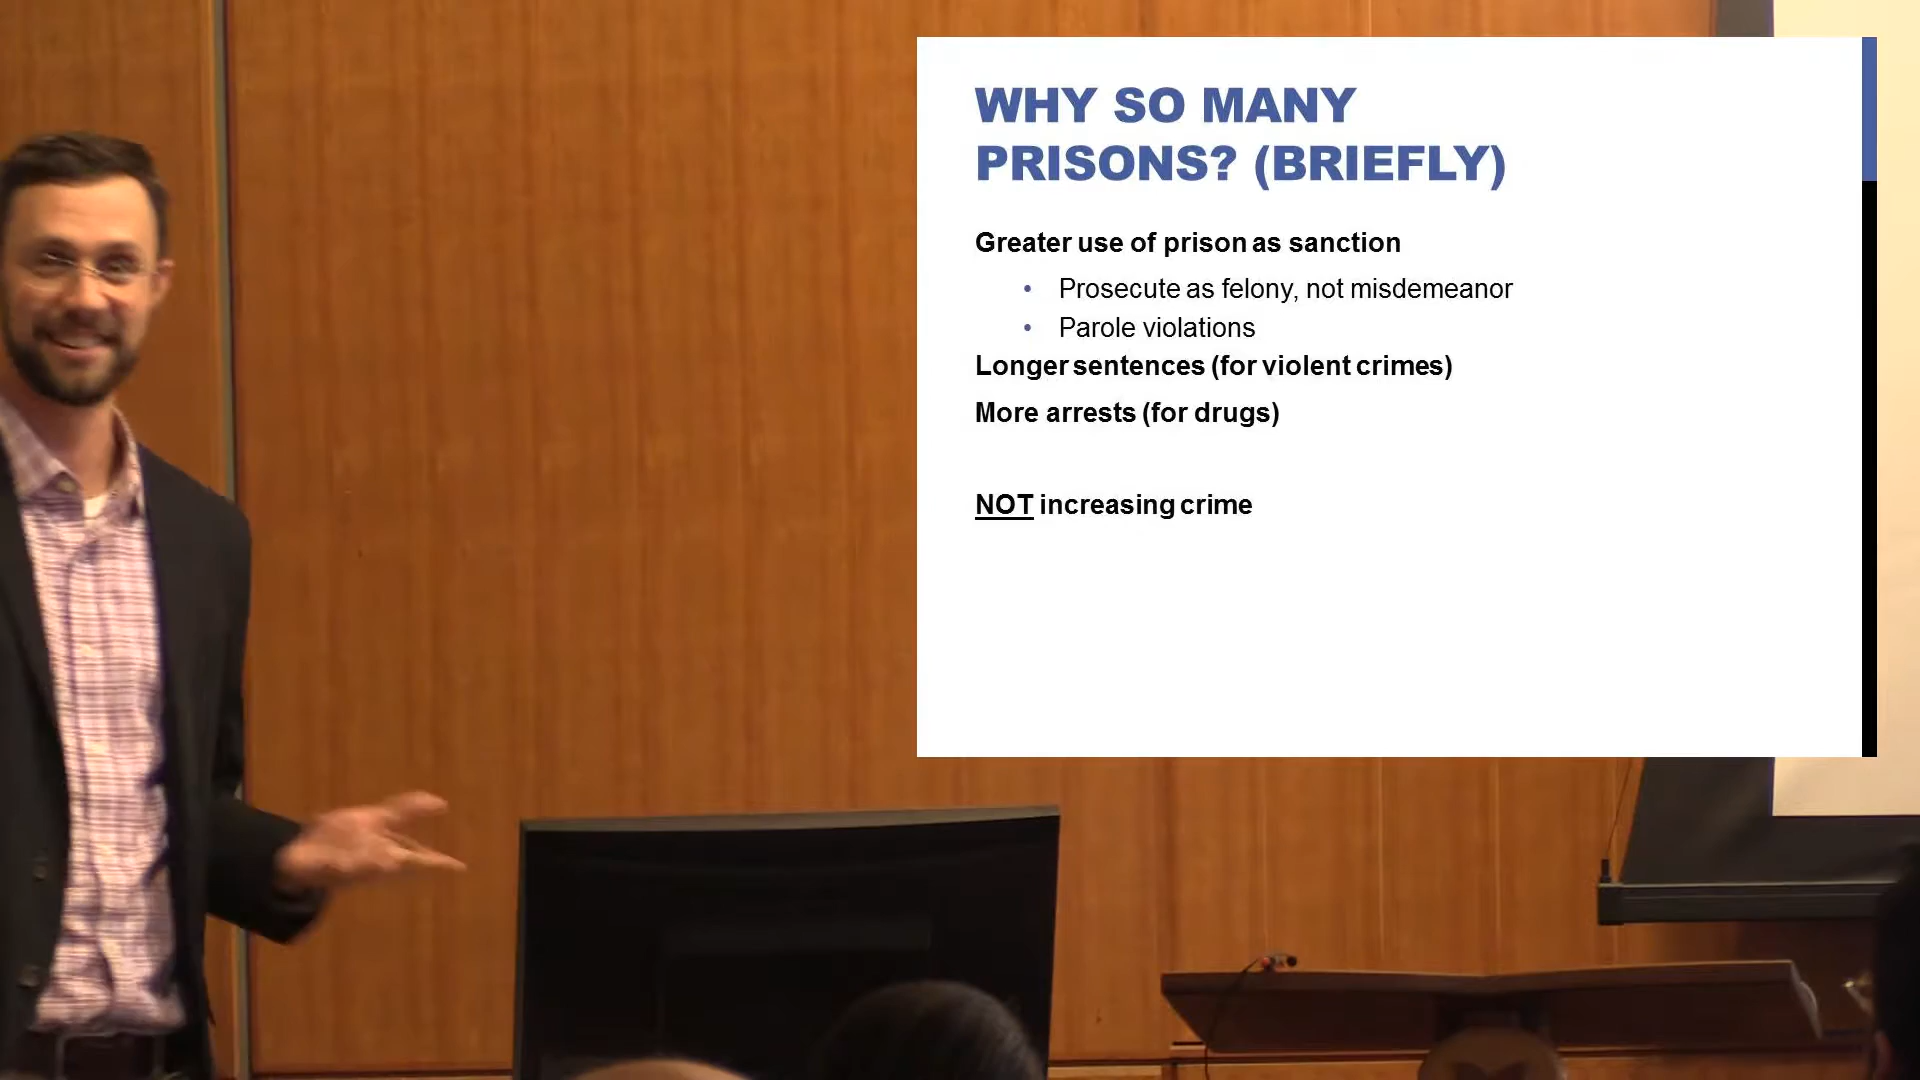 WHY SO MANY
PRISONS? (BRIEFLY)
Greater use of prison as sanction
• Prosecute as felony, not misdemeanor
• Parole violations
Longer sentences (for violent crimes)
More arrests (for drugs)
NOT increasing crime